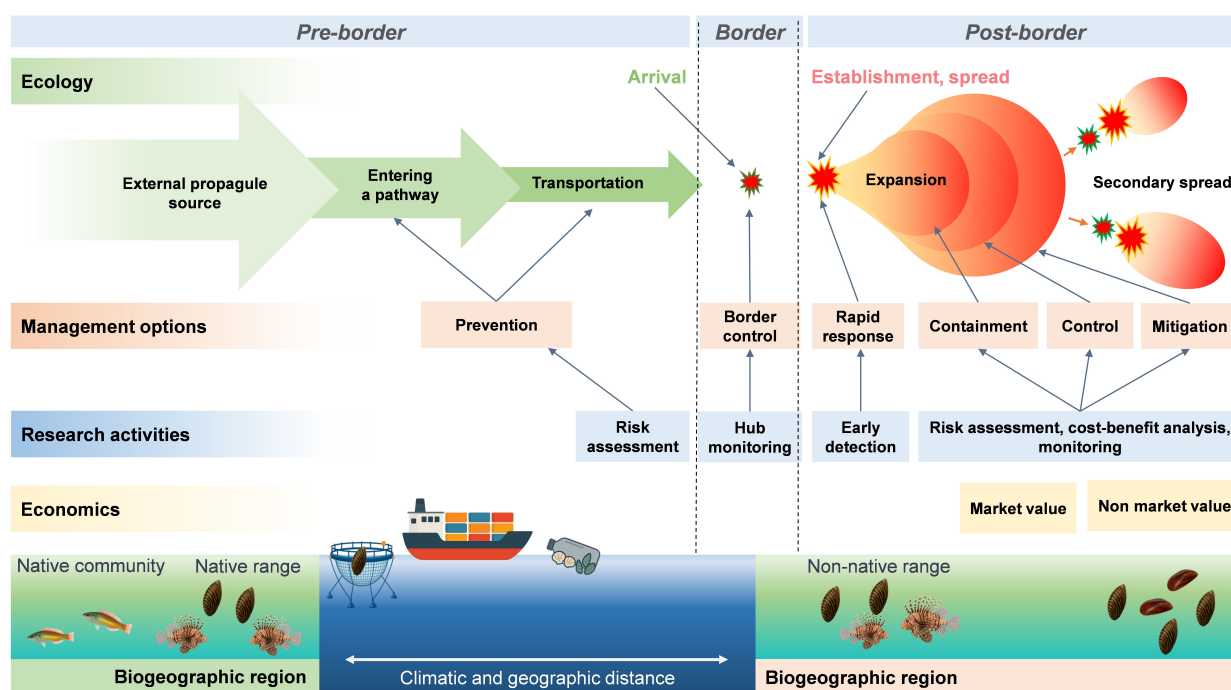 Pre-border
Border
Post-border
Ecology
Arrival
Establishment, spread
External propagule
source
Entering
a pathway
Transportation
Expansion
Secondary spread
Management options
Prevention
Border
control
Rapid
response
Containment
Control
Mitigation
Research activities
Risk
assessment
Hub
monitoring
Early
detection
Risk assessment, cost-benefit analysis,
monitoring
Economics
Market value
Non market value
Native community
Native range
Non-native range
Biogeographic region
Climatic and geographic distance
Biogeographic region